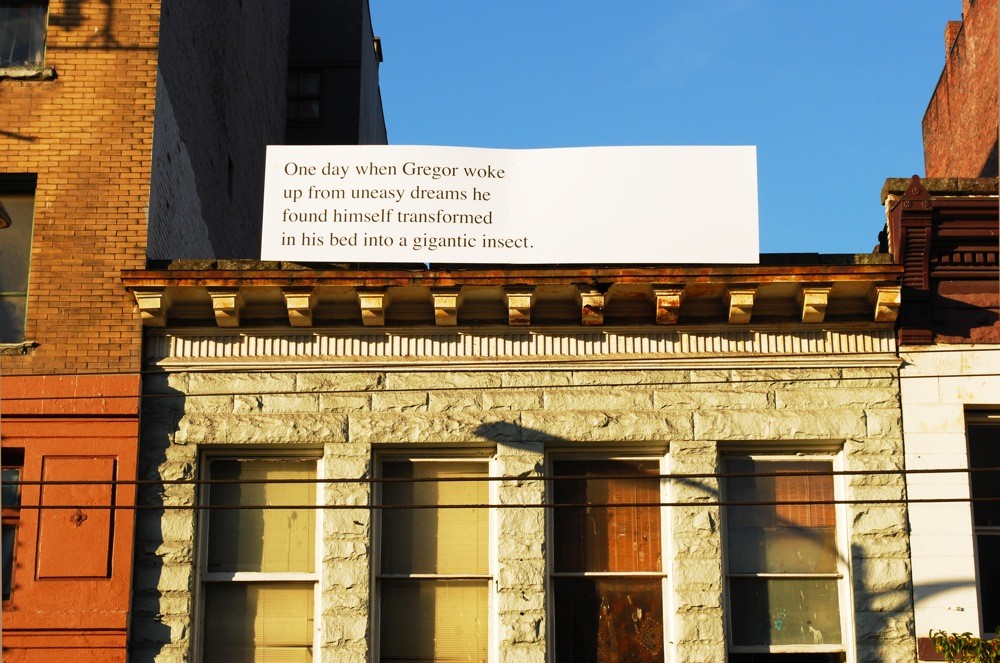 One day when Gregor woke
up from uneasy dreams he
found himself transformed
in his bed into a gigantic insect.